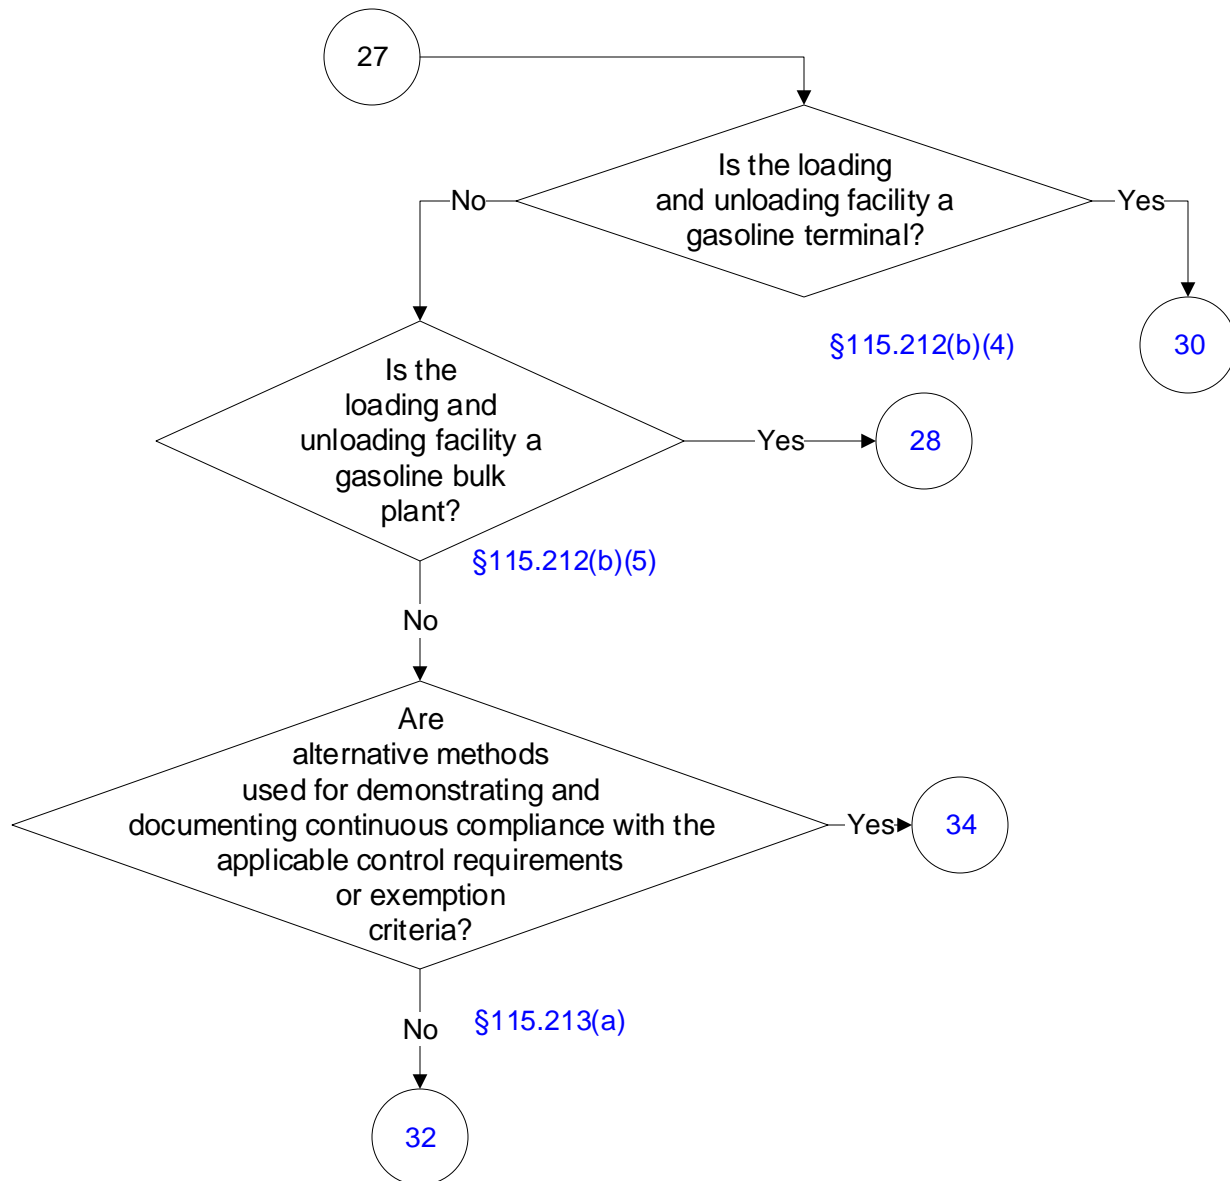 27
Is the loading
and unloading facility a
gasoline terminal?
No
Yes
§115.212(b)(4)
30
Is the
loading and
unloading facility a
gasoline bulk
plant?
Yes
28
§115.212(b)(5)
No
Are
alternative methods
used for demonstrating and
documenting continuous compliance with the
applicable control requirements
or exemption
criteria?
Yes
34
No
§115.213(a)
32